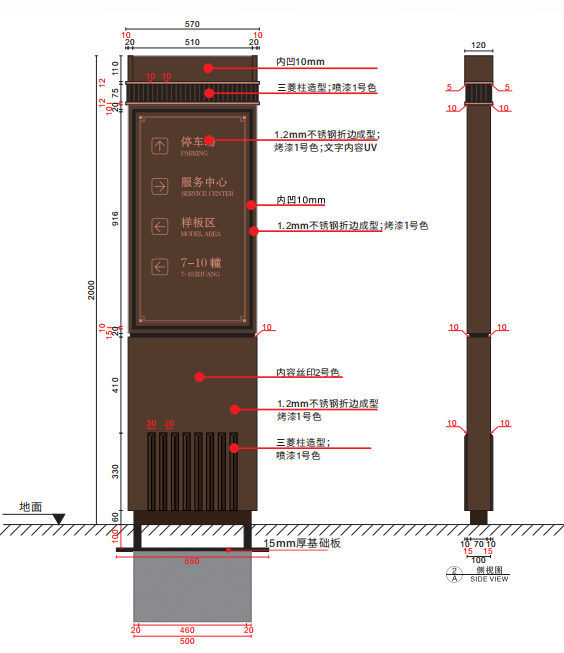 570
10 10
20 510 20
120
110
12
75
12
20
10
10 10
916
2000
10
15
20
410
330
60
100
30 20
内凹10mm
三菱柱造型;喷漆1号色
1.2mm不锈钢折边成型;
烤漆1号色;文字内容UV
内凹10mm
1.2mm不锈钢折边成型;烤漆1号色
10
内容丝印2号色
1.2mm不锈钢折边成型
烤漆1号色
三菱柱造型;
喷漆1号色
停车场
PARKING
服务中心
SERVICE CENTER
样板区
MODEL AREA
7-10幢
7-10ZHUANG
地面
15mm厚基础板
650
20 460 20
500
5 5
10 10
10 10
10 10
10 70 10
15 15
100
2
A
侧视图
SIDE VIEW